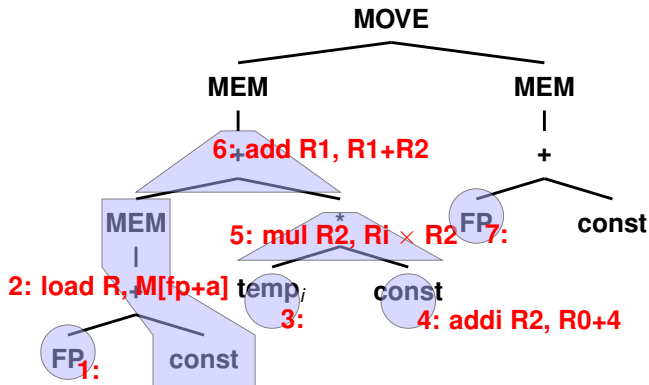 MOVE
MEM MEM
6: add R1, R1+R2
+ +
MEM * FP 7: const
5: mul R2, Ri × R2
2: load R, M[fp+a] temp i const
+
3: 4: addi R2, R0+4
FP 1: const